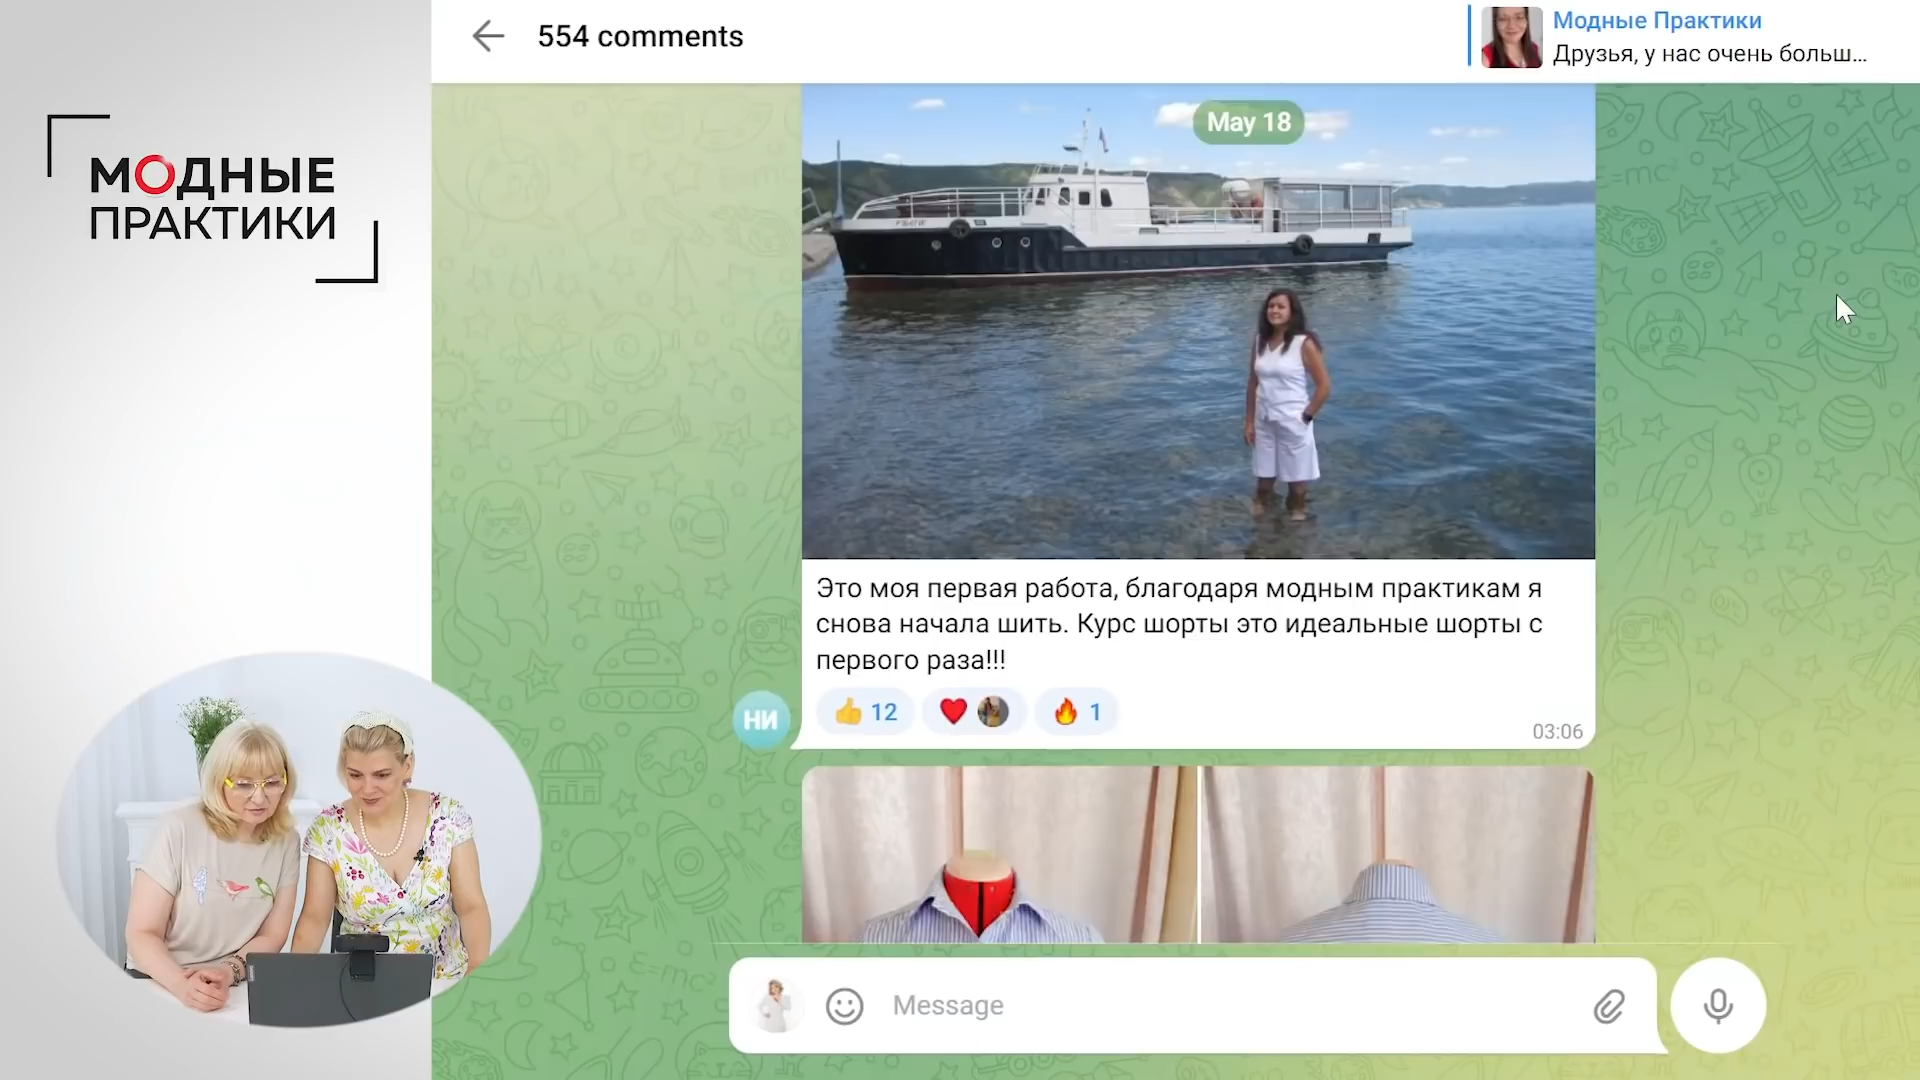 МОДНЫЕ
ПРАКТИКИ
554 comments
Модные Практики
Друзья, у нас очень больш...
May 18
Это моя первая работа, благодаря модным практикам я
снова начала шить. Курс шорты это идеальные шорты с
первого раза!!!
НИ
12
1
03:06
Message